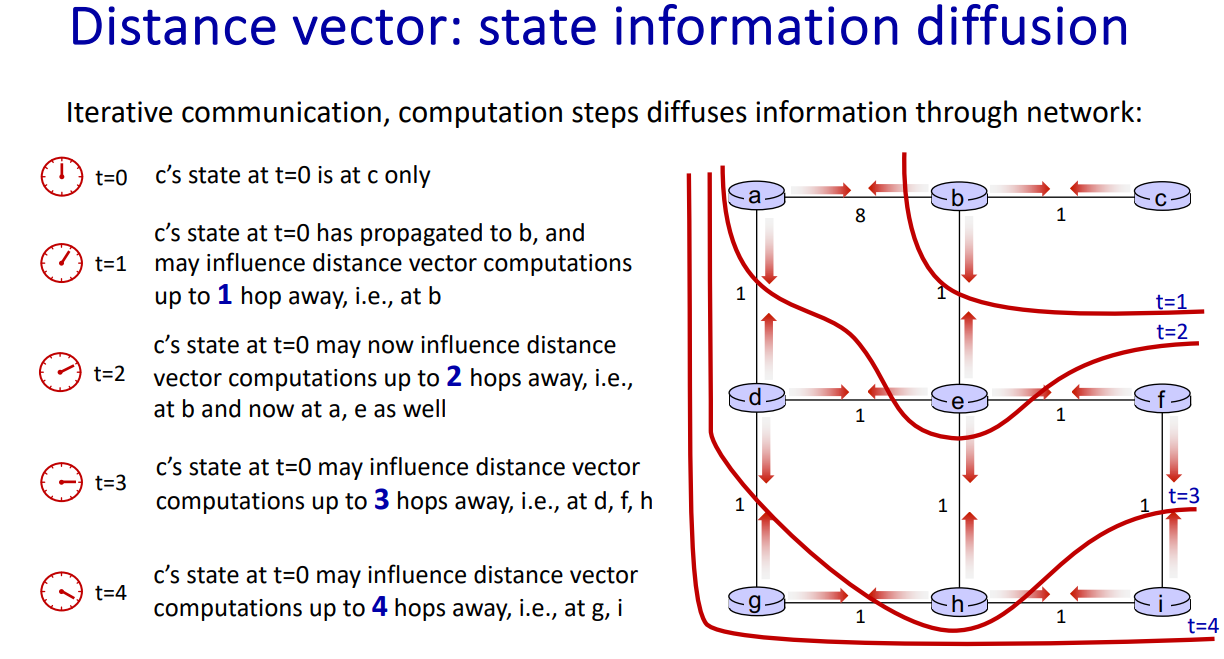 Distance vector: state information diffusion
Iterative communication, computation steps diffuses information through network:
t=0
c’s state at t=0 is at c only
t=1
c’s state at t=0 has propagated to b, and
may influence distance vector computations
up to 1 hop away, i.e., at b
t=2
c’s state at t=0 may now influence distance
vector computations up to 2 hops away, i.e.,
at b and now at a, e as well
t=3
c’s state at t=0 may influence distance vector
computations up to 3 hops away, i.e., at d, f, h
t=4
c’s state at t=0 may influence distance vector
computations up to 4 hops away, i.e., at g, i
a b c
8 1
1 1
t=1
t=2
d e f
1 1
1 1 1
t=3
g h i
1 1
t=4